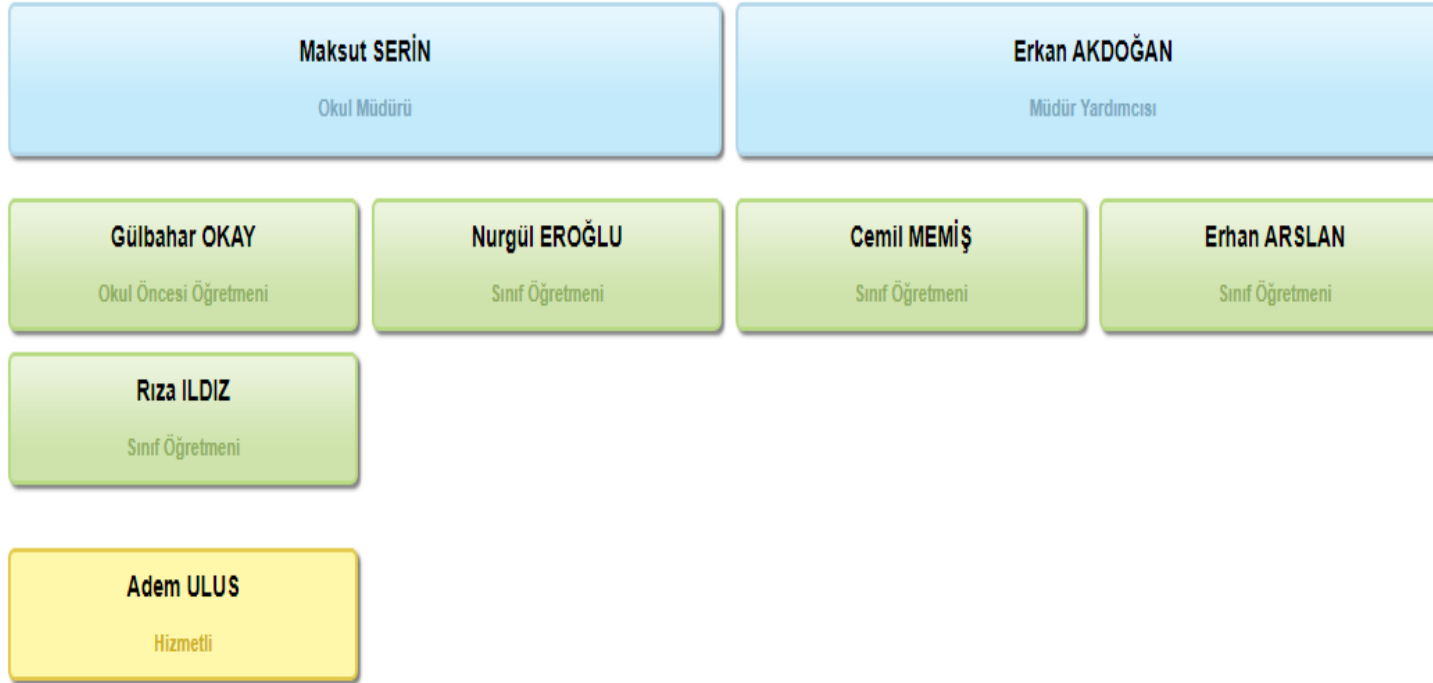 Maksut SERİN
Okul Müdürü
Erkan AKDOĞAN
Müdür Yardımcısı
Gülbahar OKAY
Okul Öncesi Öğretmeni
Nurgül EROĞLU
Sınıf Öğretmeni
Cemil MEMİŞ
Sınıf Öğretmeni
Erhan ARSLAN
Sınıf Öğretmeni
Rıza ILDIZ
Sınıf Öğretmeni
Adem ULUS
Hizmetli